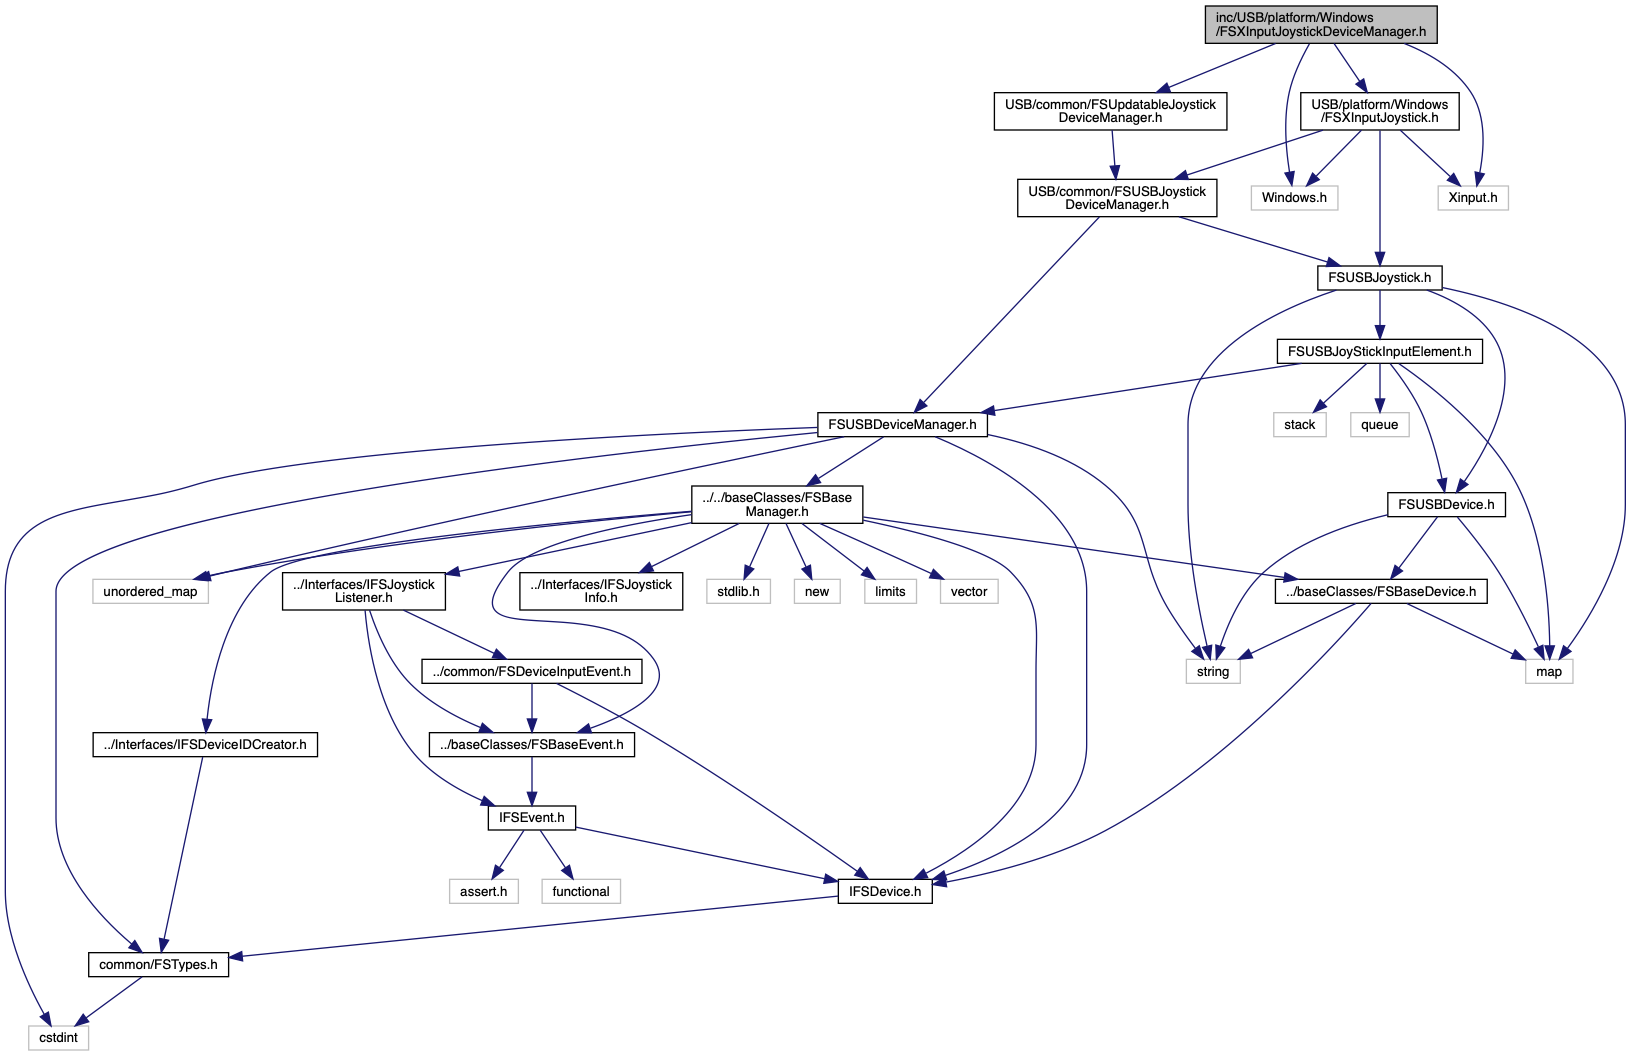 inc/USB/platform/Windows
/FSXInputJoystickDeviceManager.h
USB/common/FSUpdatableJoystick
DeviceManager.h
USB/platform/Windows
/FSXInputJoystick.h
USB/common/FSUSBJoystick
DeviceManager.h
Windows.h
Xinput.h
FSUSBJoystick.h
FSUSBJoyStickInputElement.h
FSUSBDeviceManager.h
stack
queue
../../baseClasses/FSBase
Manager.h
FSUSBDevice.h
unordered_map
../Interfaces/IFSJoystick
Listener.h
../Interfaces/IFSJoystick
Info.h
stdlib.h
new
limits
vector
../baseClasses/FSBaseDevice.h
../common/FSDeviceInputEvent.h
string
map
../Interfaces/IFSDeviceIDCreator.h
../baseClasses/FSBaseEvent.h
IFSEvent.h
assert.h
functional
IFSDevice.h
common/FSTypes.h
cstdint